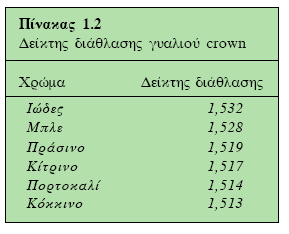 Πίνακας 1.2
Δείκτης διάθλασης γυαλιού crown
Χρώμα Δείκτης διάθλασης
Ιώδες 1,532
Μπλε 1,528
Πράσινο 1,519
Κίτρινο 1,517
Πορτοκαλί 1,514
Κόκκινο 1,513